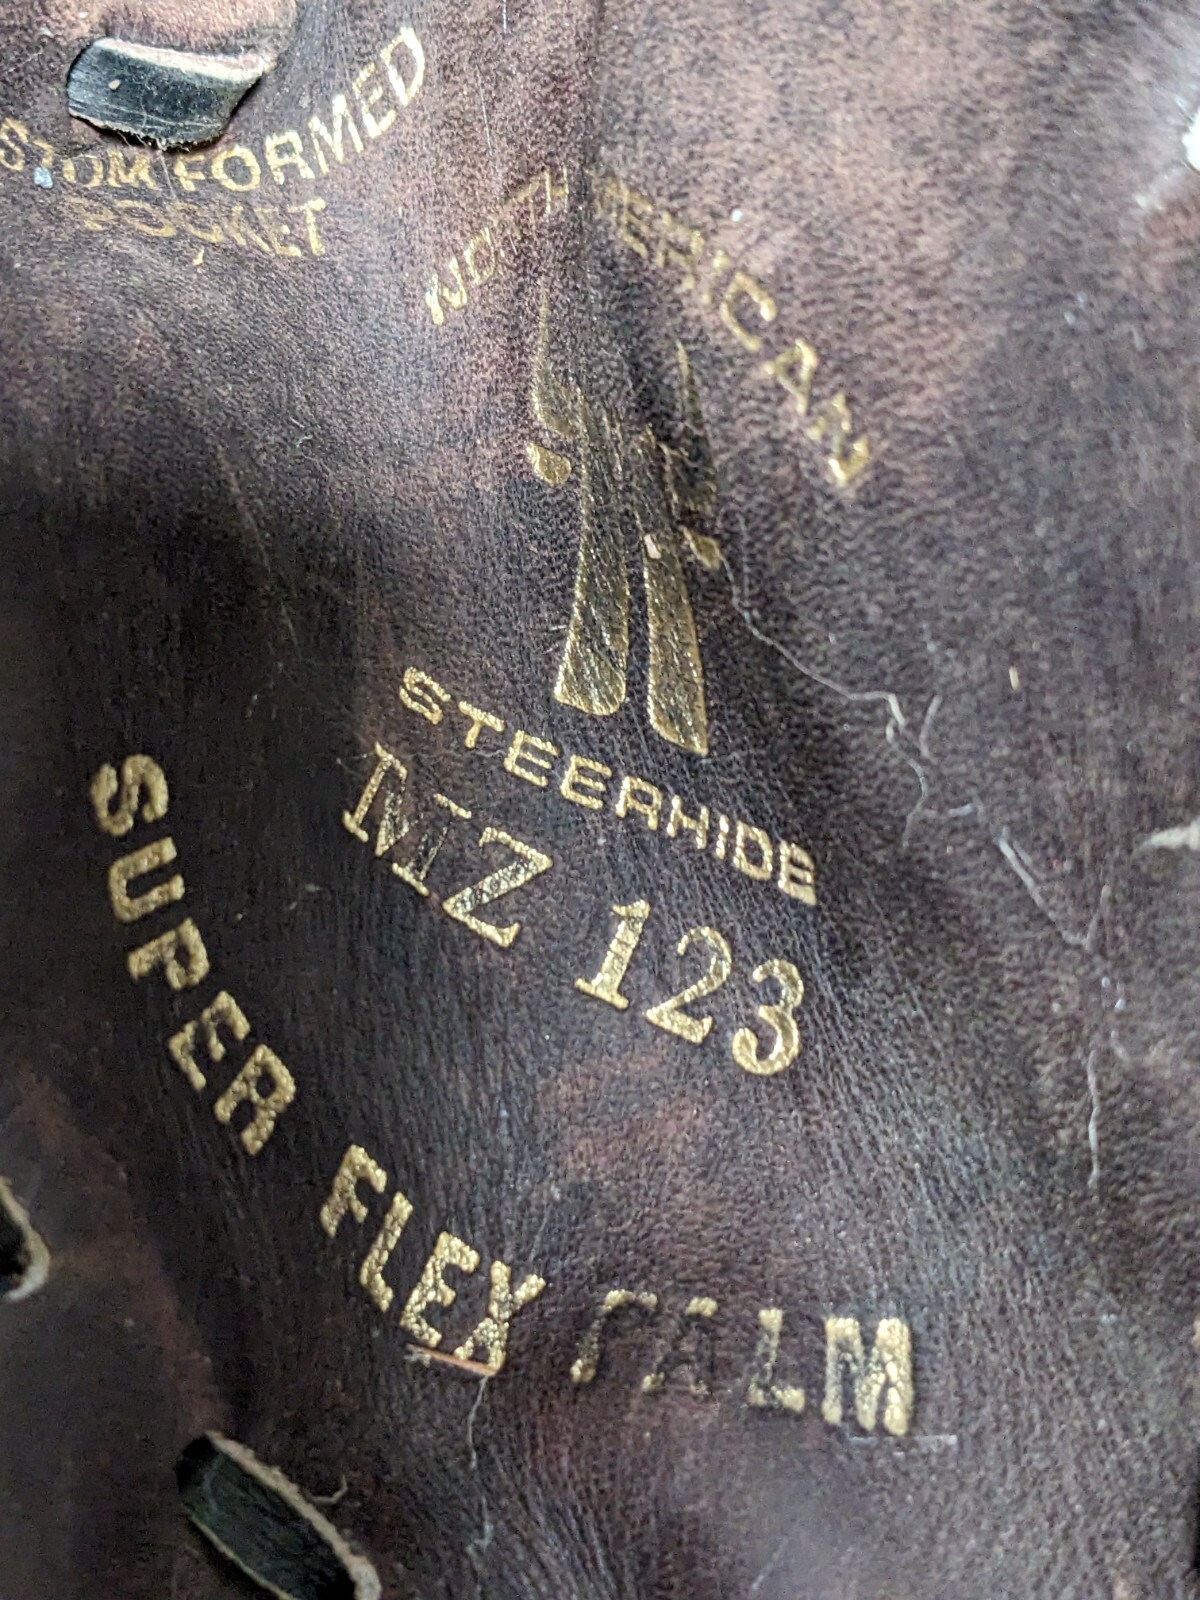 STOM FORMED
POCKET
NORTH AMERICAN
STEERHIDE
MZ 123
SUPER FLEX PALM